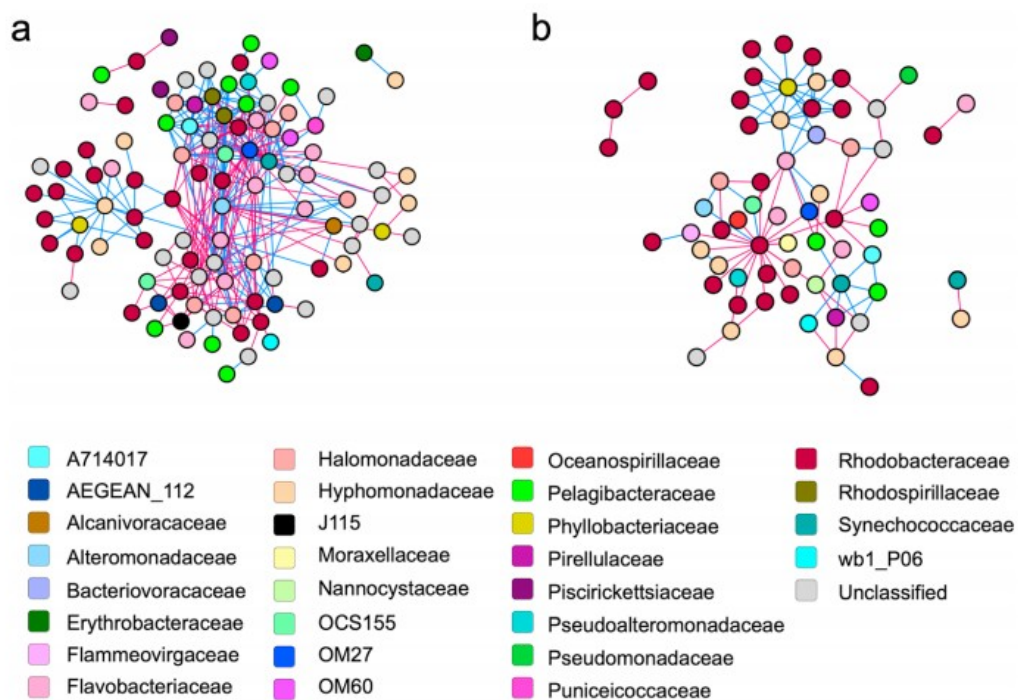 a b
A714017 Halomonadaceae Oceanospirillaceae Rhodobacteraceae
AEGEAN_112 Hyphomonadaceae Pelagibacteraceae Rhodospirillaceae
Alcanivoracaceae J115 Phyllobacteriaceae Synechococcaceae
Alteromonadaceae Moraxellaceae Pirellulaceae wb1_P06
Bacteriovoracaceae Nannocystaceae Piscirickettsiaceae Unclassified
Erythrobacteraceae OCS155 Pseudoalteromonadaceae
Flammeovirgaceae OM27 Pseudomonadaceae
Flavobacteriaceae OM60 Puniceicoccaceae